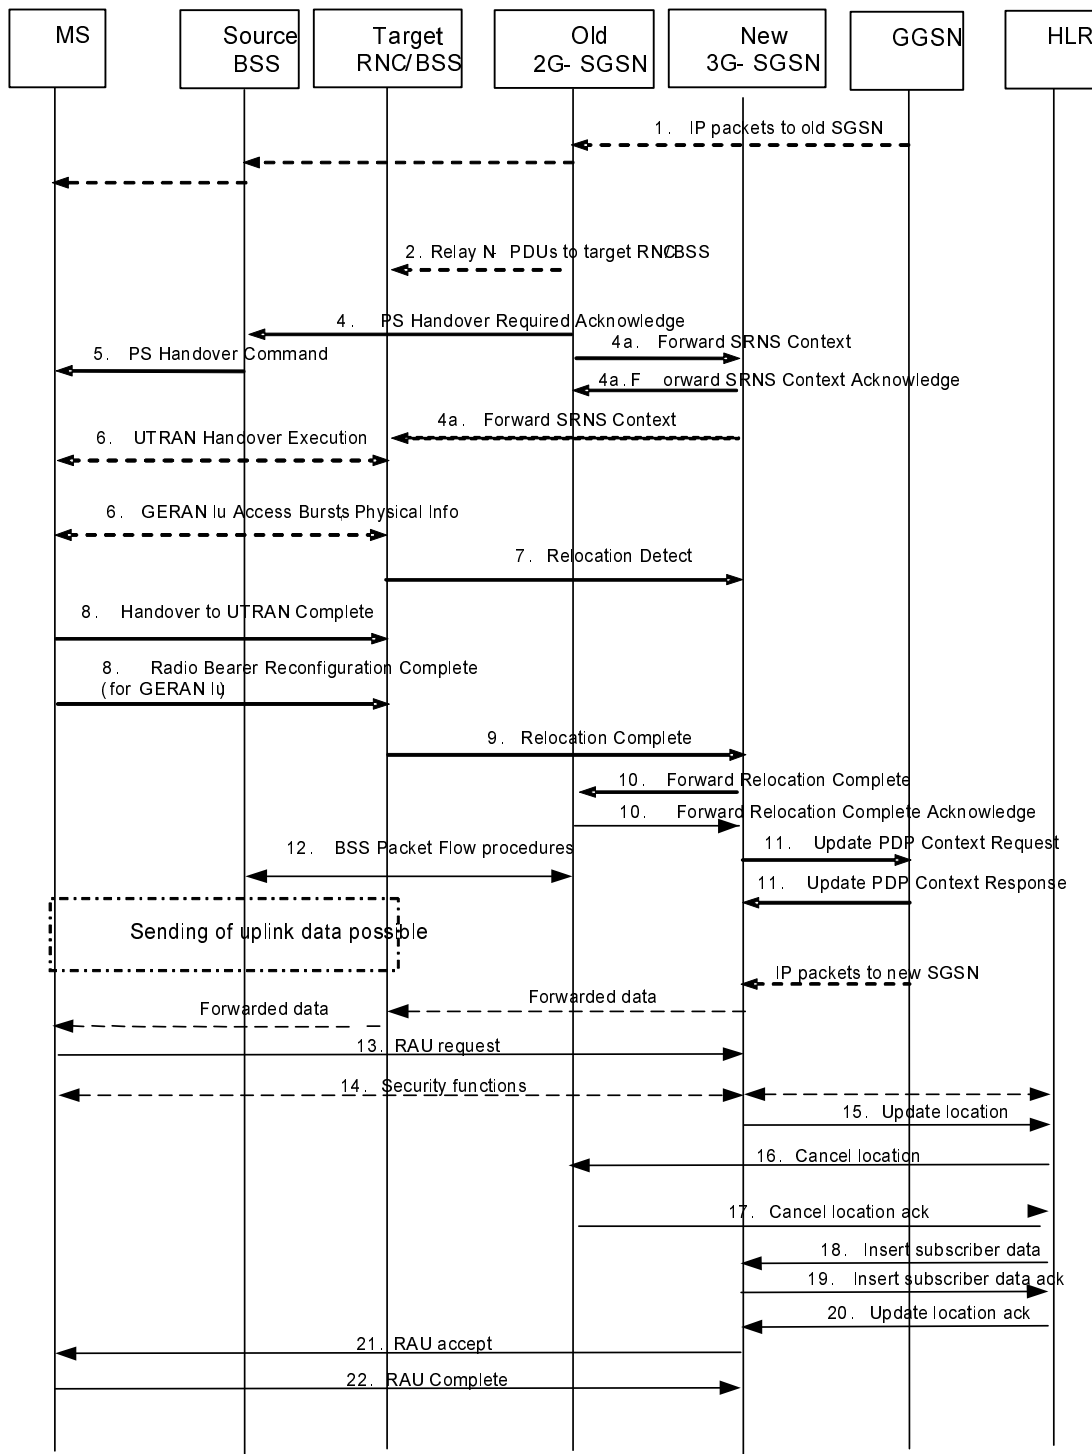 MS
Source
BSS
Target
RNC/BSS
Old
2G- SGSN
New
3G- SGSN
GGSN
HLR
1. IP packets to old SGSN
2. Relay N- PDUs to target RNC/BSS
4. PS Handover Required Acknowledge
4a. Forward SRNS Context
5. PS Handover Command
4a. F orward SRNS Context Acknowledge
4a. Forward SRNS Context
6. UTRAN Handover Execution
6. GERAN Iu Access Bursts, Physical Info
7. Relocation Detect
8. Handover to UTRAN Complete
8. Radio Bearer Reconfiguration Complete
(for GERAN Iu)
9. Relocation Complete
10. Forward Relocation Complete
10. Forward Relocation Complete Acknowledge
11. Update PDP Context Request
12. BSS Packet Flow procedures
11. Update PDP Context Response
Sending of uplink data possible
IP packets to new SGSN
Forwarded data
Forwarded data
13. RAU request
14. Security functions
15. Update location
16. Cancel location
17. Cancel location ack
18. Insert subscriber data
19. Insert subscriber data ack
20. Update location ack
21. RAU accept
22. RAU Complete